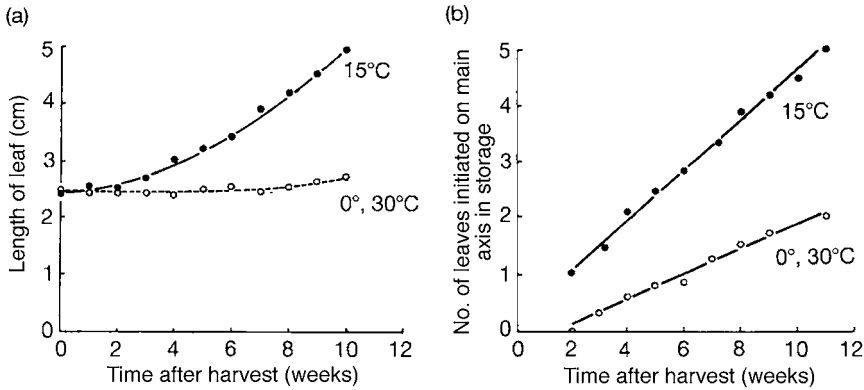 (a)
5
4
3
2
1
0
Length of leaf (cm)
15°C
0°, 30°C
0 2 4 6 8 10 12
Time after harvest (weeks)
(b)
5
4
3
2
1
0
No. of leaves initiated on main
axis in storage
15°C
0°, 30°C
0 2 4 6 8 10 12
Time after harvest (weeks)